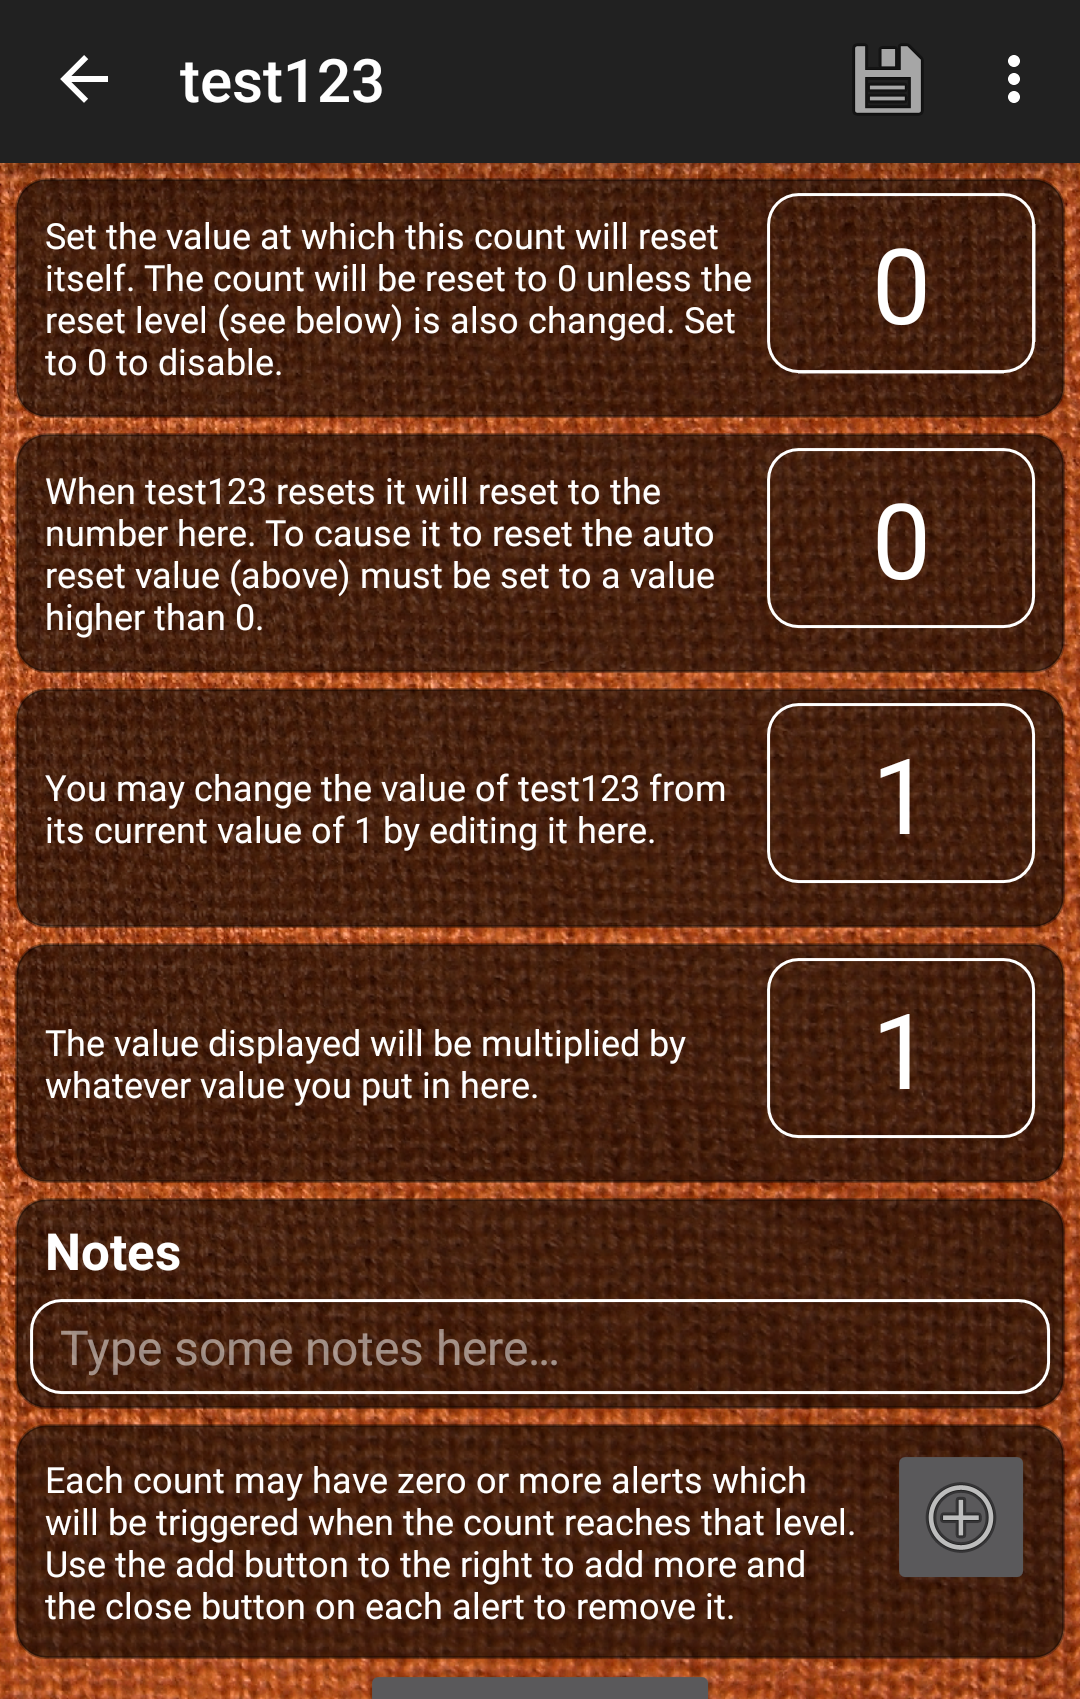 test123
Set the value at which this count will reset
itself. The count will be reset to 0 unless the
reset level (see below) is also changed. Set
to 0 to disable.
0
When test123 resets it will reset to the
number here. To cause it to reset the auto
reset value (above) must be set to a value
higher than 0.
0
You may change the value of test123 from
its current value of 1 by editing it here.
1
The value displayed will be multiplied by
whatever value you put in here.
1
Notes
Type some notes here...
Each count may have zero or more alerts which
will be triggered when the count reaches that level.
Use the add button to the right to add more and
the close button on each alert to remove it.